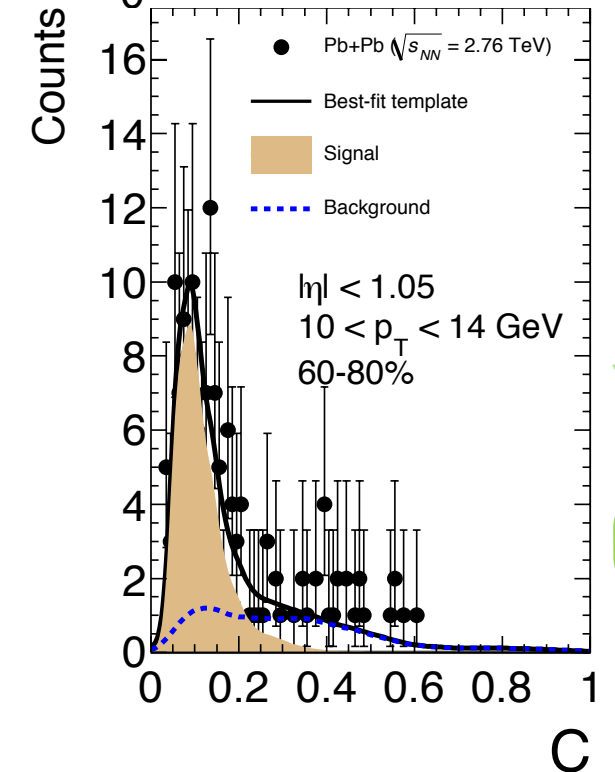 Counts
16
14
12
10
8
6
4
2
0
Pb+Pb (√s_NN = 2.76 TeV)
Best-fit template
Signal
Background
|η| < 1.05
10 < p_T < 14 GeV
60-80%
0 0.2 0.4 0.6 0.8 1
C